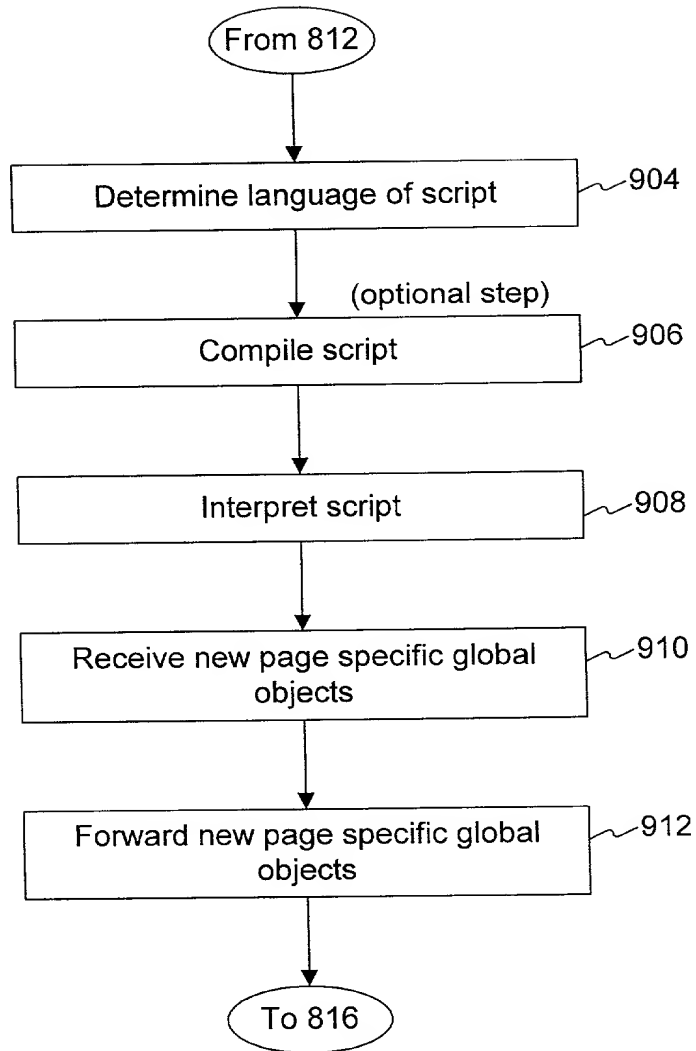 From 812
Determine language of script
904
(optional step)
Compile script
906
Interpret script
908
Receive new page specific global
objects
910
Forward new page specific global
objects
912
To 816